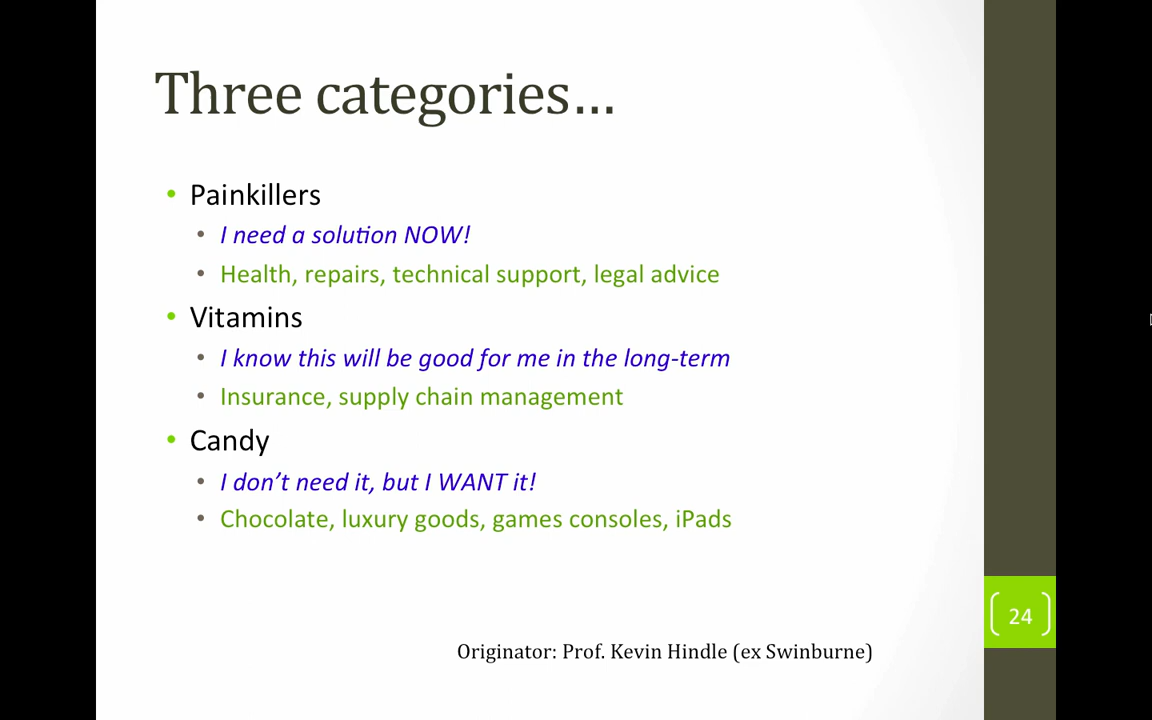 Three categories…
• Painkillers
• I need a solution NOW!
• Health, repairs, technical support, legal advice
• Vitamins
• I know this will be good for me in the long-term
• Insurance, supply chain management
• Candy
• I don’t need it, but I WANT it!
• Chocolate, luxury goods, games consoles, iPads
24
Originator: Prof. Kevin Hindle (ex Swinburne)